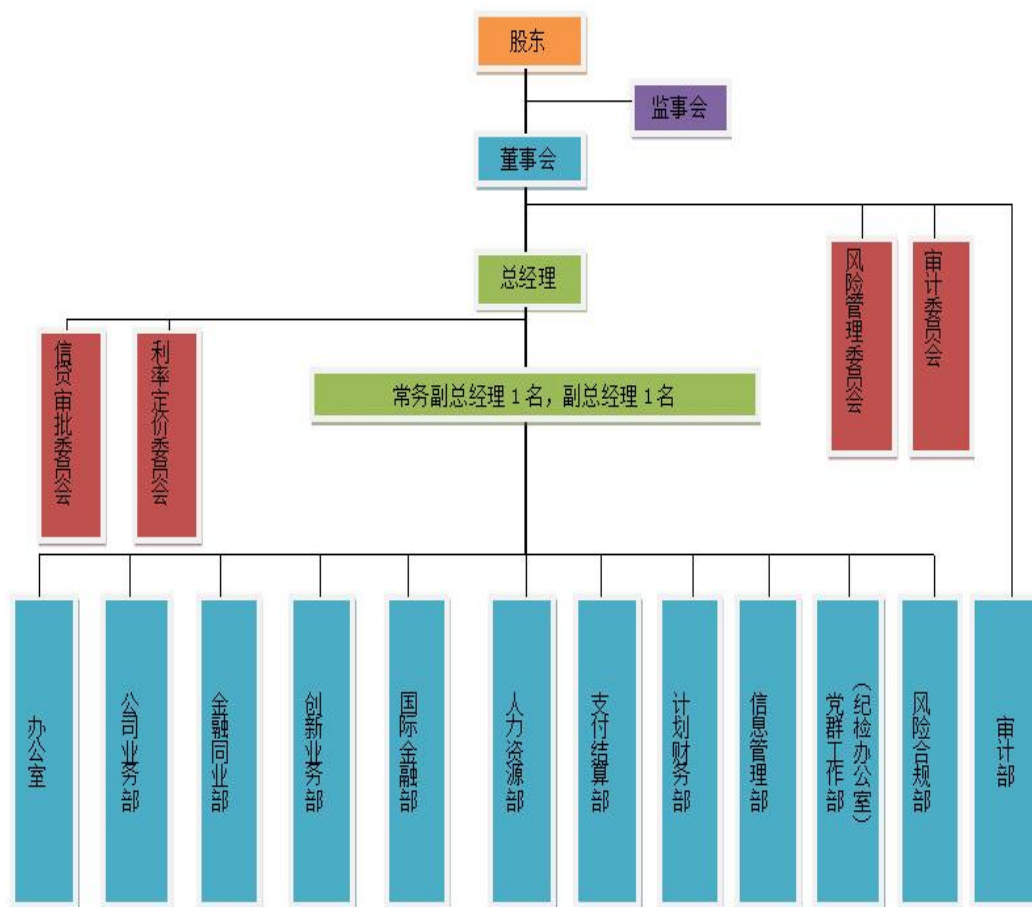 股东
监事会
董事会
总经理
风险管理委员会
审计委员会
信贷审批委员会
利率定价委员会
常务副总经理 1 名，副总经理 1 名
办公室
公司业务部
金融同业部
创新业务部
国际金融部
人力资源部
支付结算部
计划财务部
信息管理部
党群工作部
（纪检办公室）
风险合规部
审计部